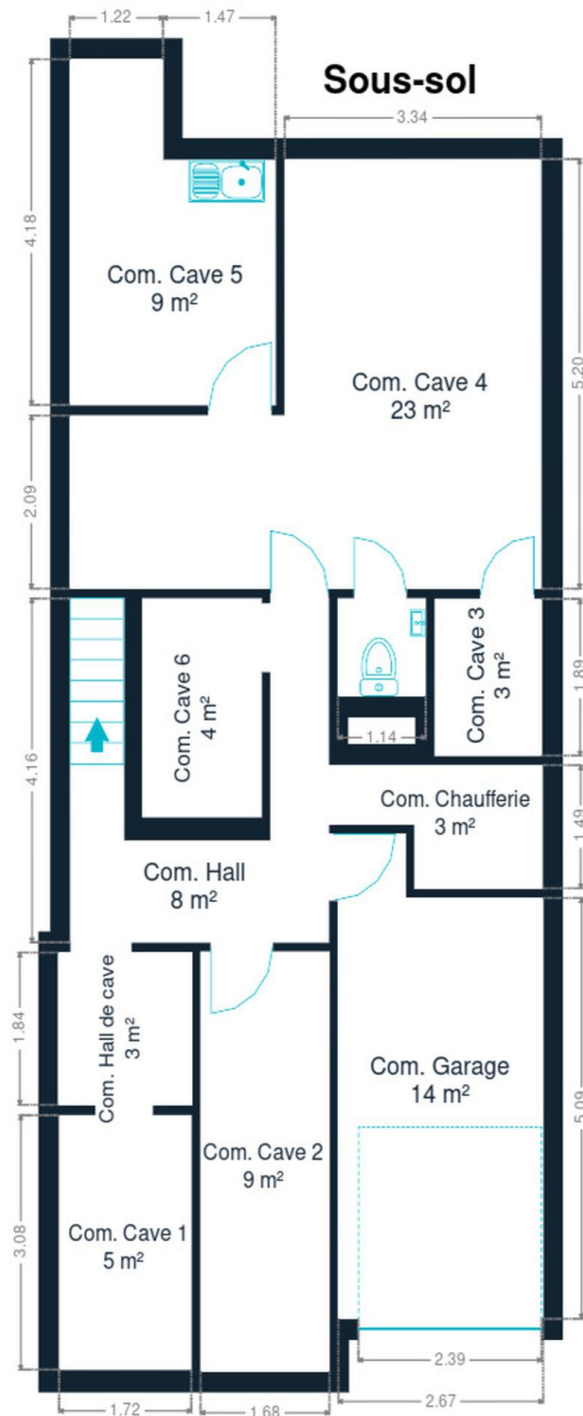 1.22
1.47
Sous-sol
3.34
4.18
Com. Cave 5
9 m²
Com. Cave 4
23 m²
5.20
2.09
Com. Cave 6
4 m²
Com. Cave 3
3 m²
1.89
1.14
4.16
Com. Chaufferie
3 m²
1.49
Com. Hall
8 m²
Com. Hall de cave
3 m²
1.84
Com. Garage
14 m²
5.09
Com. Cave 2
9 m²
Com. Cave 1
5 m²
3.08
2.39
2.67
1.72
1.68